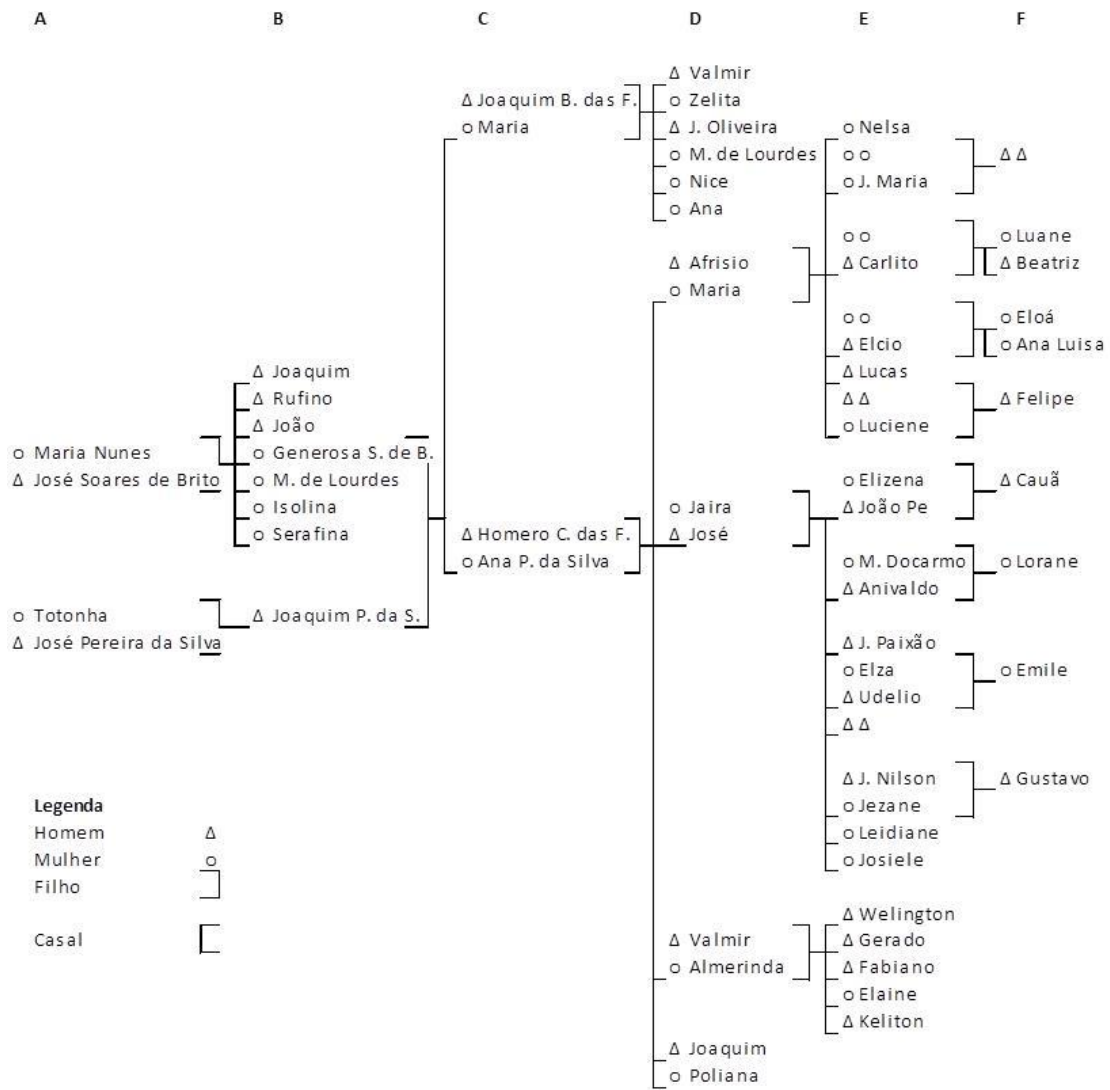 A B C D E F
Δ Valmir
Δ Joaquim B. das F. o Zelita
o Maria Δ J. Oliveira o Nelsa
o M. de Lourdes o o Δ Δ
o Nice o J. Maria
o Ana
o o o Luane
Δ Afrisio Δ Carlito Δ Beatriz
o Maria
o o o Eloá
Δ Elcio o Ana Luisa
Δ Joaquim Δ Lucas
Δ Rufino Δ Δ Δ Felipe
Δ João o Luciene
o Maria Nunes o Generosa S. de B.
Δ José Soares de Brito o M. de Lourdes o Elizena Δ Cauã
o Isolina o Jaira Δ João Pe
o Serafina Δ Homero C. das F. Δ José
o Ana P. da Silva o M. Docarmo o Lorane
Δ Anivaldo
o Totonha Δ Joaquim P. da S.
Δ José Pereira da Silva Δ J. Paixão
o Elza o Emile
Δ Udelio
Δ Δ
Δ J. Nilson Δ Gustavo
Legenda o Jezane
Homem Δ o Leidiane
Mulher o o Josiele
Filho
Δ Welington
Casal Δ Valmir Δ Gerado
o Almerinda Δ Fabiano
o Elaine
Δ Keliton
Δ Joaquim
o Poliana